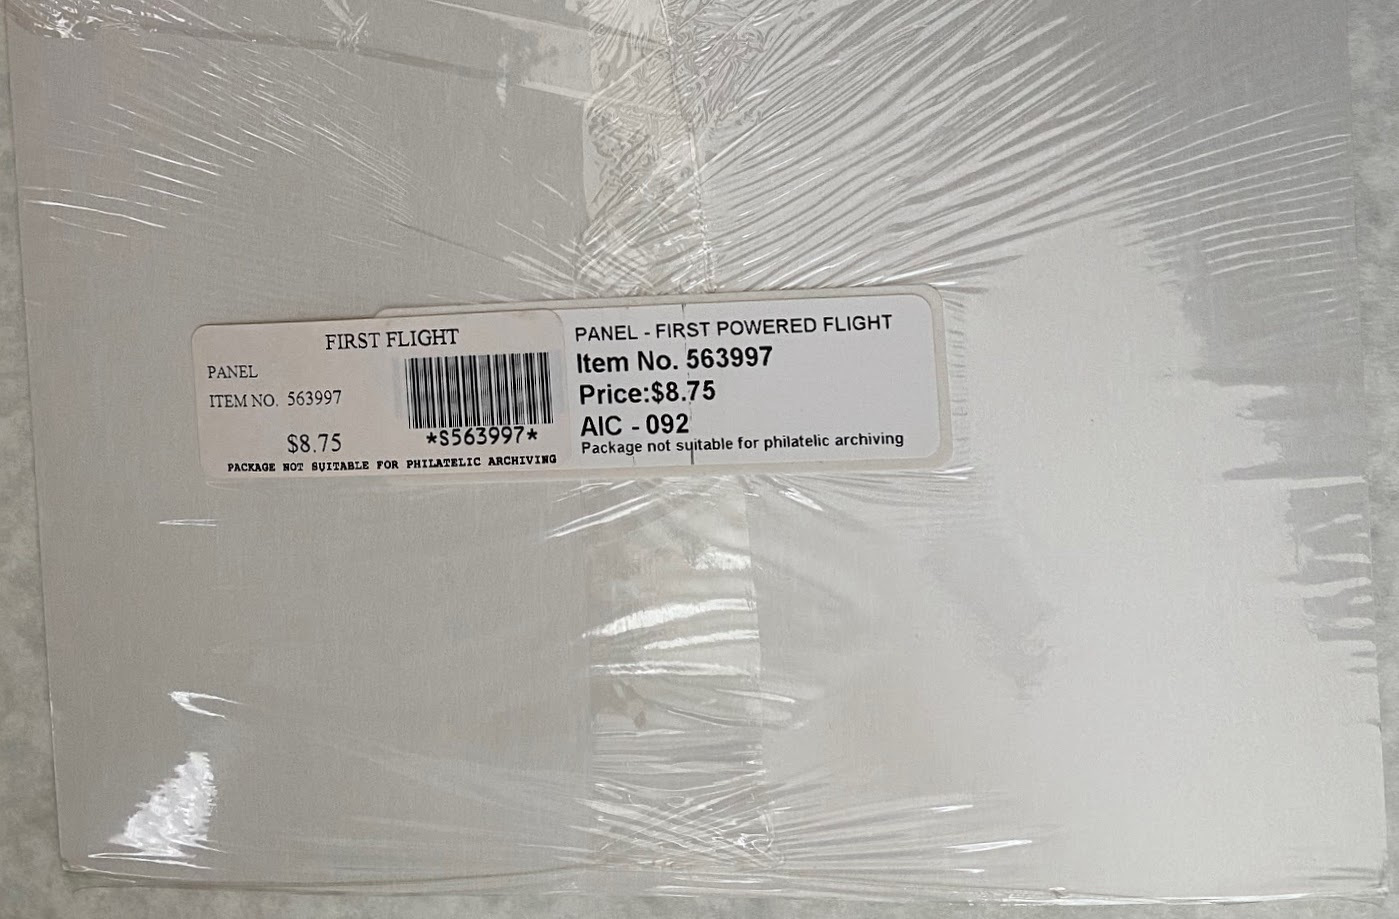 FIRST FLIGHT
PANEL
ITEM NO. 563997
$8.75
*S563997*
PACKAGE NOT SUITABLE FOR PHILATELIC ARCHIVING
PANEL - FIRST POWERED FLIGHT
Item No. 563997
Price:$8.75
AIC - 092
Package not suitable for philatelic archiving